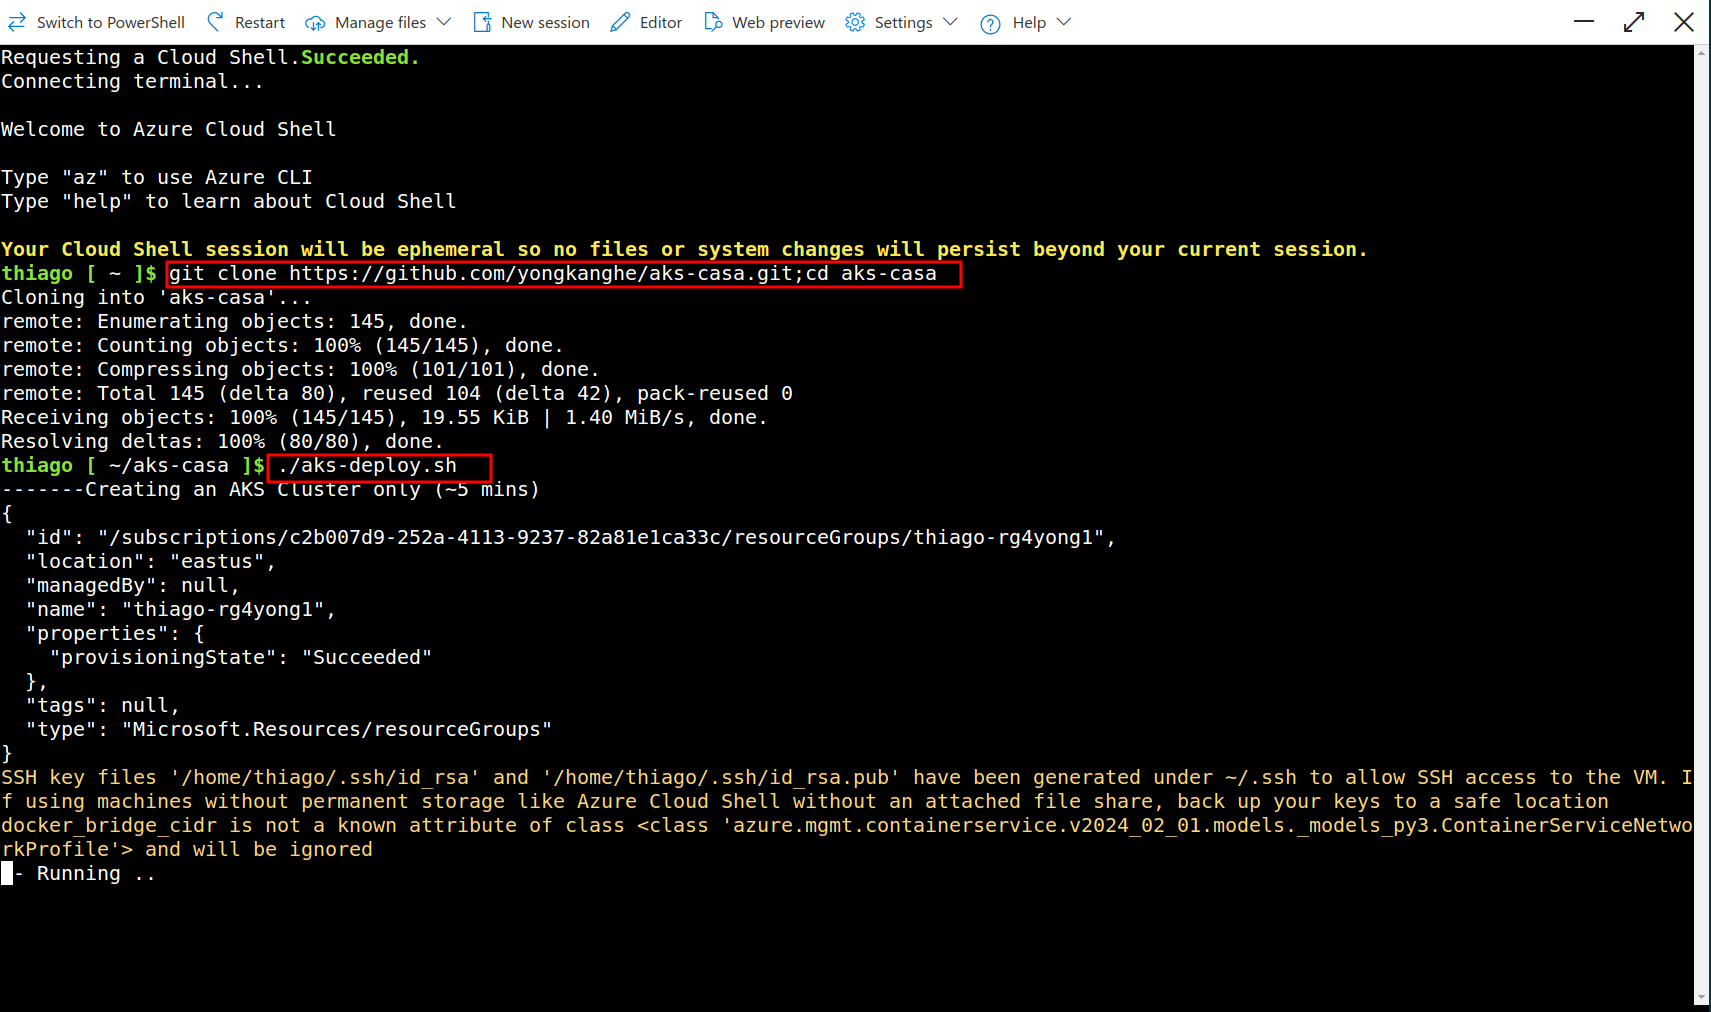 Switch to PowerShell Restart Manage files New session Editor Web preview Settings Help
Requesting a Cloud Shell.Succeeded.
Connecting terminal...
Welcome to Azure Cloud Shell
Type "az" to use Azure CLI
Type "help" to learn about Cloud Shell
Your Cloud Shell session will be ephemeral so no files or system changes will persist beyond your current session.
thiago [ ~ ]$ git clone https://github.com/yongkanghe/aks-casa.git;cd aks-casa
Cloning into 'aks-casa'...
remote: Enumerating objects: 145, done.
remote: Counting objects: 100% (145/145), done.
remote: Compressing objects: 100% (101/101), done.
remote: Total 145 (delta 80), reused 104 (delta 42), pack-reused 0
Receiving objects: 100% (145/145), 19.55 KiB | 1.40 MiB/s, done.
Resolving deltas: 100% (80/80), done.
thiago [ ~/aks-casa ]$ ./aks-deploy.sh
-------Creating an AKS Cluster only (~5 mins)
{
  "id": "/subscriptions/c2b007d9-252a-4113-9237-82a81e1ca33c/resourceGroups/thiago-rg4yong1",
  "location": "eastus",
  "managedBy": null,
  "name": "thiago-rg4yong1",
  "properties": {
    "provisioningState": "Succeeded"
  },
  "tags": null,
  "type": "Microsoft.Resources/resourceGroups"
}
SSH key files '/home/thiago/.ssh/id_rsa' and '/home/thiago/.ssh/id_rsa.pub' have been generated under ~/.ssh to allow SSH access to the VM. I
f using machines without permanent storage like Azure Cloud Shell without an attached file share, back up your keys to a safe location
docker_bridge_cidr is not a known attribute of class <class 'azure.mgmt.containerservice.v2024_02_01.models._models_py3.ContainerServiceNetwo
rkProfile'> and will be ignored
- Running ..